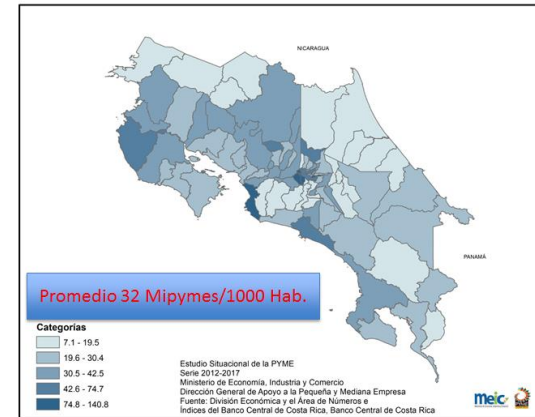 NICARAGUA
PANAMÁ
Promedio 32 Mipymes/1000 Hab.
Categorías
7.1 - 19.5
19.6 - 30.4
30.5 - 42.5
42.6 - 74.7
74.8 - 140.8
Estudio Situacional de la PYME
Serie 2012-2017
Ministerio de Economía, Industria y Comercio
Dirección General de Apoyo a la Pequeña y Mediana Empresa
Fuente: División Económica y el Área de Números e
Índices del Banco Central de Costa Rica, Banco Central de Costa Rica
meic